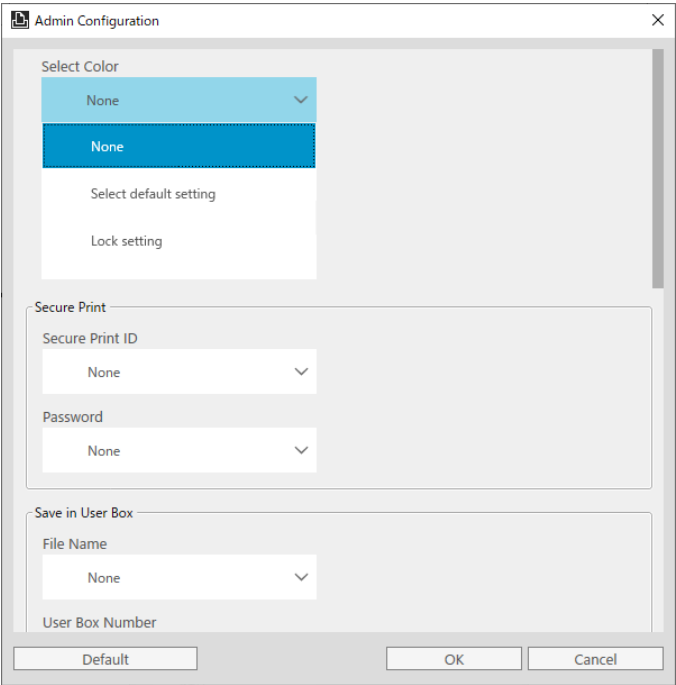 Admin Configuration
Select Color
None
None
Select default setting
Lock setting
Secure Print
Secure Print ID
None
Password
None
Save in User Box
File Name
None
User Box Number
Default OK Cancel